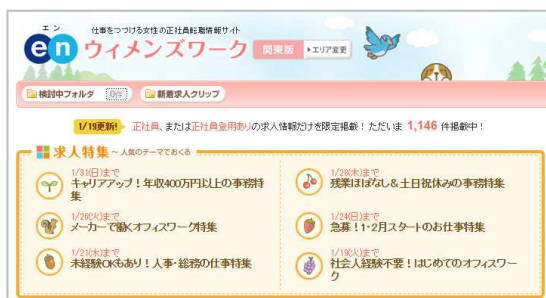 エン
仕事をつづける女性の正社員転職情報サイト
en ウィメンズワーク 関東版 ▸エリア変更
検討中フォルダ [0件] 新着求人クリップ
1/19更新! 正社員、または正社員登用ありの求人情報だけを限定掲載！ ただいま 1,146 件掲載中！
求人特集 ～ 人気のテーマでおくる
1/31(日)まで
キャリアアップ！年収400万円以上の事務特
集
1/28(木)まで
残業ほぼなし＆土日祝休みの事務特集
1/26(火)まで
メーカーで働くオフィスワーク特集
1/24(日)まで
急募！1・2月スタートのお仕事特集
1/21(木)まで
未経験OKもあり！人事・総務の仕事特集
1/19(火)まで
社会人経験不要！はじめてのオフィスワー
ク